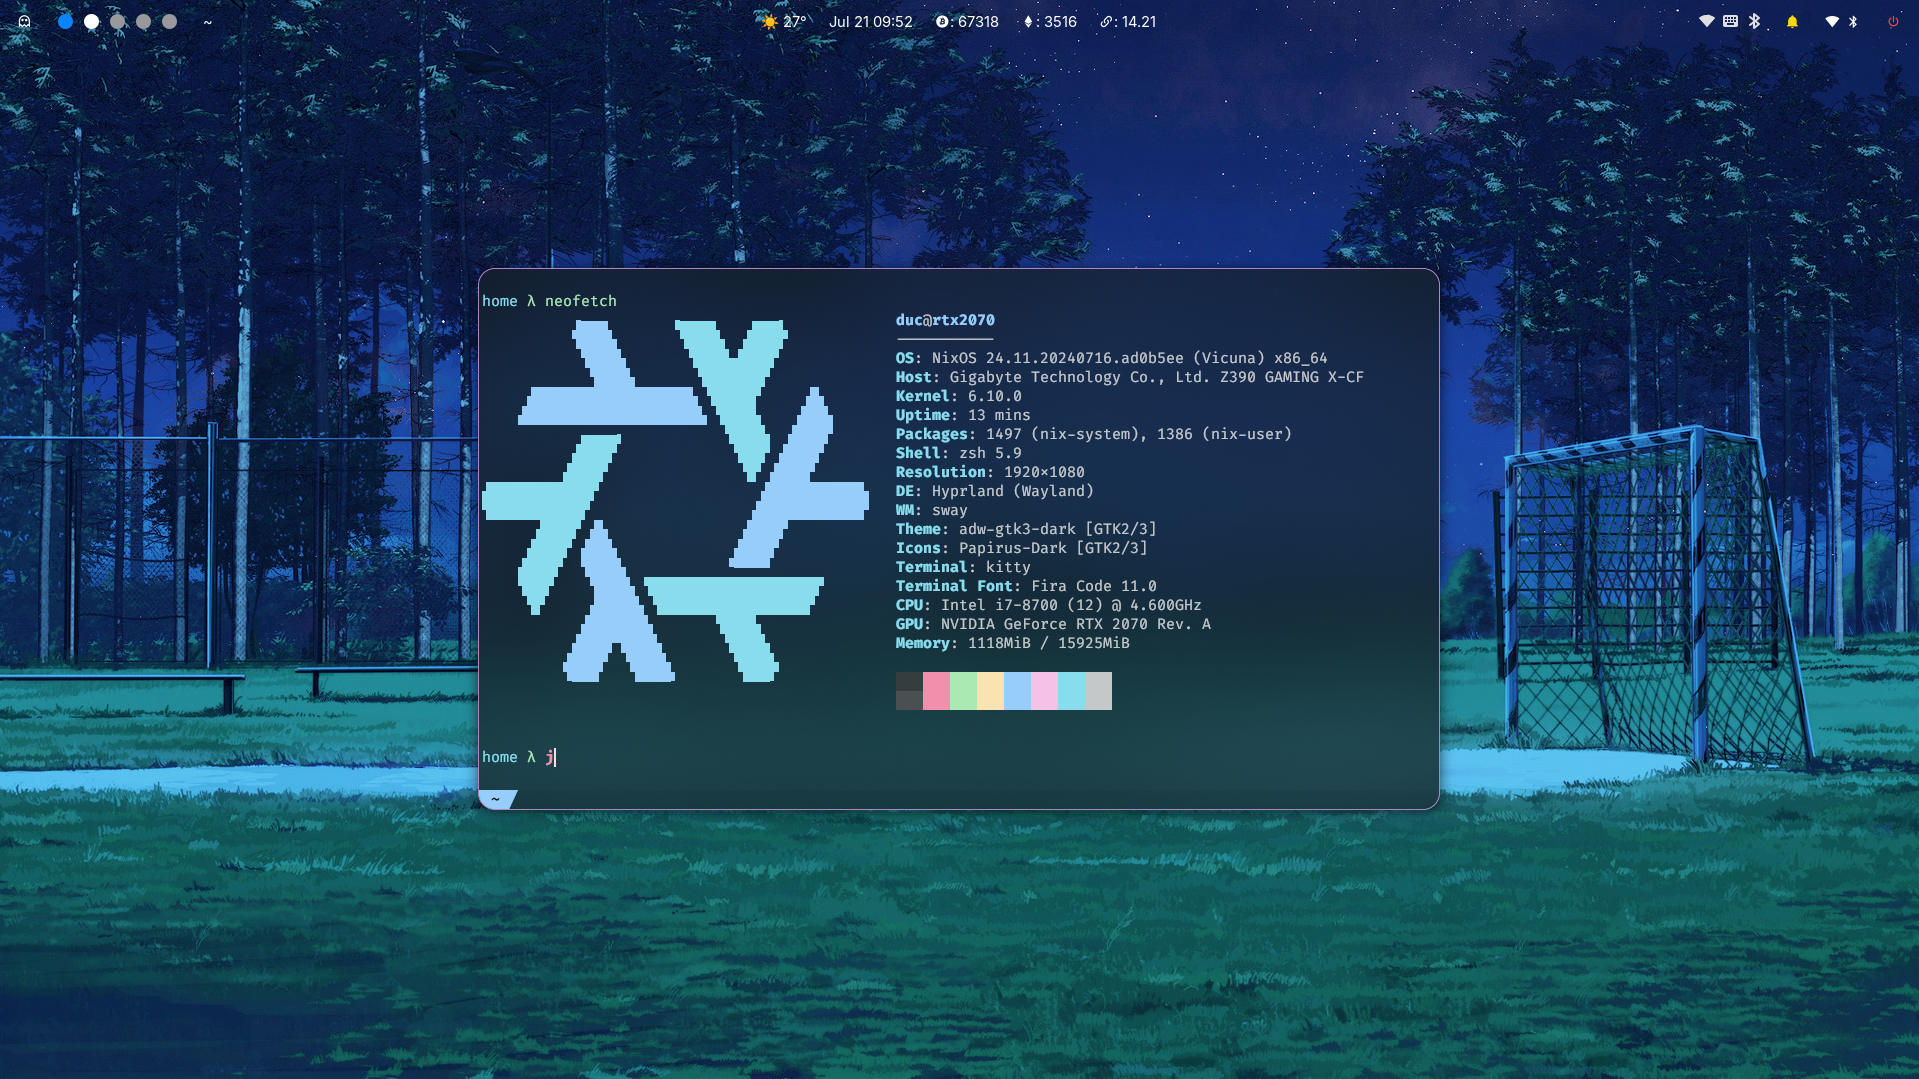 ~
27° Jul 21 09:52 : 67318 : 3516 : 14.21
home λ neofetch
duc@rtx2070
OS: NixOS 24.11.20240716.ad0b5ee (Vicuna) x86_64
Host: Gigabyte Technology Co., Ltd. Z390 GAMING X-CF
Kernel: 6.10.0
Uptime: 13 mins
Packages: 1497 (nix-system), 1386 (nix-user)
Shell: zsh 5.9
Resolution: 1920×1080
DE: Hyprland (Wayland)
WM: sway
Theme: adw-gtk3-dark [GTK2/3]
Icons: Papirus-Dark [GTK2/3]
Terminal: kitty
Terminal Font: Fira Code 11.0
CPU: Intel i7-8700 (12) @ 4.600GHz
GPU: NVIDIA GeForce RTX 2070 Rev. A
Memory: 1118MiB / 15925MiB
home λ j
~